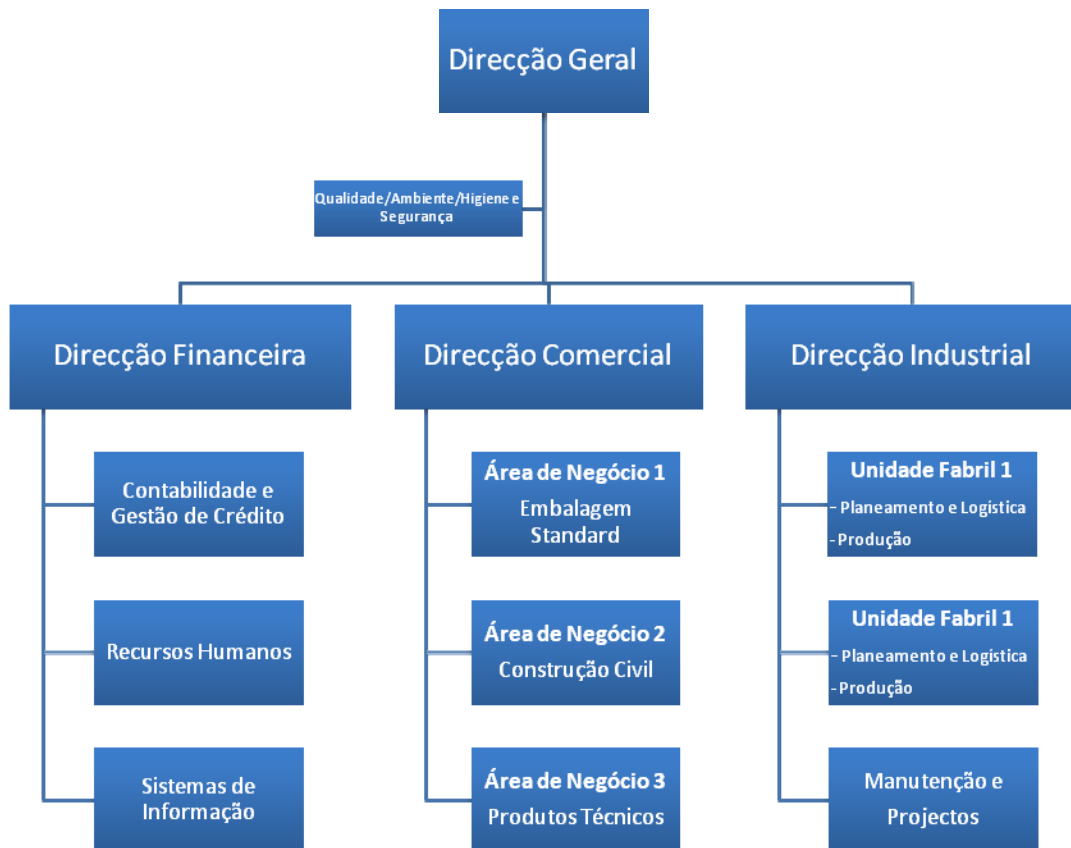 Direcção Geral
Qualidade/Ambiente/Higiene e
Segurança
Direcção Financeira
Direcção Comercial
Direcção Industrial
Contabilidade e
Gestão de Crédito
Área de Negócio 1
Embalagem
Standard
Unidade Fabril 1
- Planeamento e Logística
- Produção
Recursos Humanos
Área de Negócio 2
Construção Civil
Unidade Fabril 1
- Planeamento e Logística
- Produção
Sistemas de
Informação
Área de Negócio 3
Produtos Técnicos
Manutenção e
Projectos